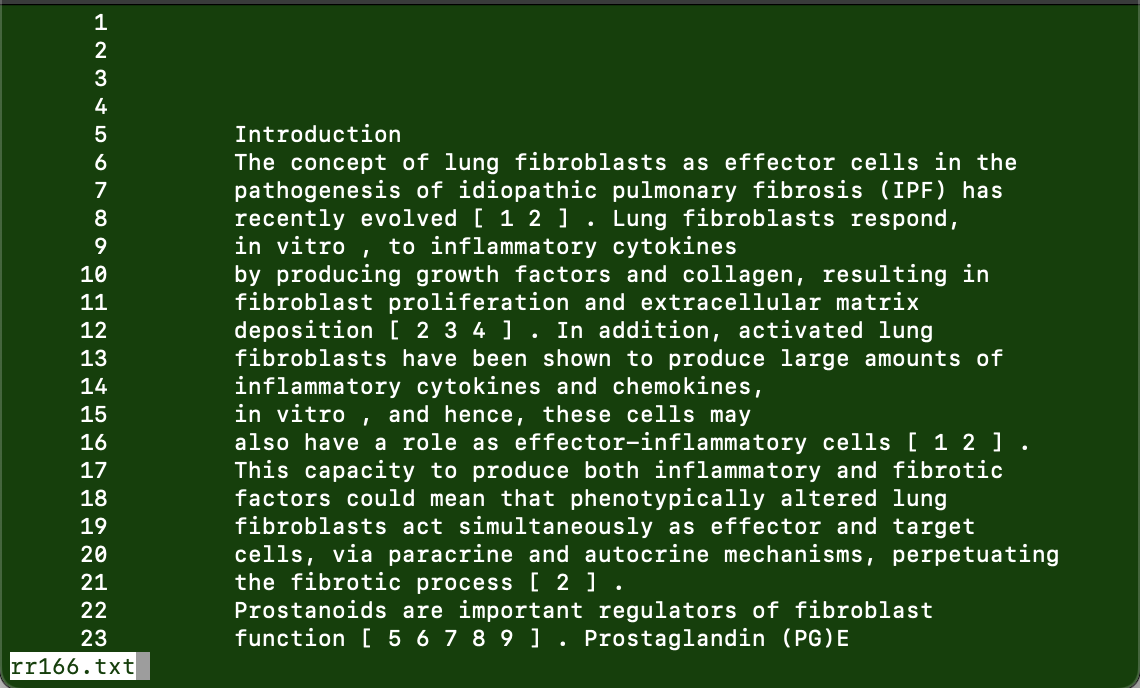 1
2
3
4
5 Introduction
6 The concept of lung fibroblasts as effector cells in the
7 pathogenesis of idiopathic pulmonary fibrosis (IPF) has
8 recently evolved [ 1 2 ] . Lung fibroblasts respond,
9 in vitro , to inflammatory cytokines
10 by producing growth factors and collagen, resulting in
11 fibroblast proliferation and extracellular matrix
12 deposition [ 2 3 4 ] . In addition, activated lung
13 fibroblasts have been shown to produce large amounts of
14 inflammatory cytokines and chemokines,
15 in vitro , and hence, these cells may
16 also have a role as effector-inflammatory cells [ 1 2 ] .
17 This capacity to produce both inflammatory and fibrotic
18 factors could mean that phenotypically altered lung
19 fibroblasts act simultaneously as effector and target
20 cells, via paracrine and autocrine mechanisms, perpetuating
21 the fibrotic process [ 2 ] .
22 Prostanoids are important regulators of fibroblast
23 function [ 5 6 7 8 9 ] . Prostaglandin (PG)E
rr166.txt